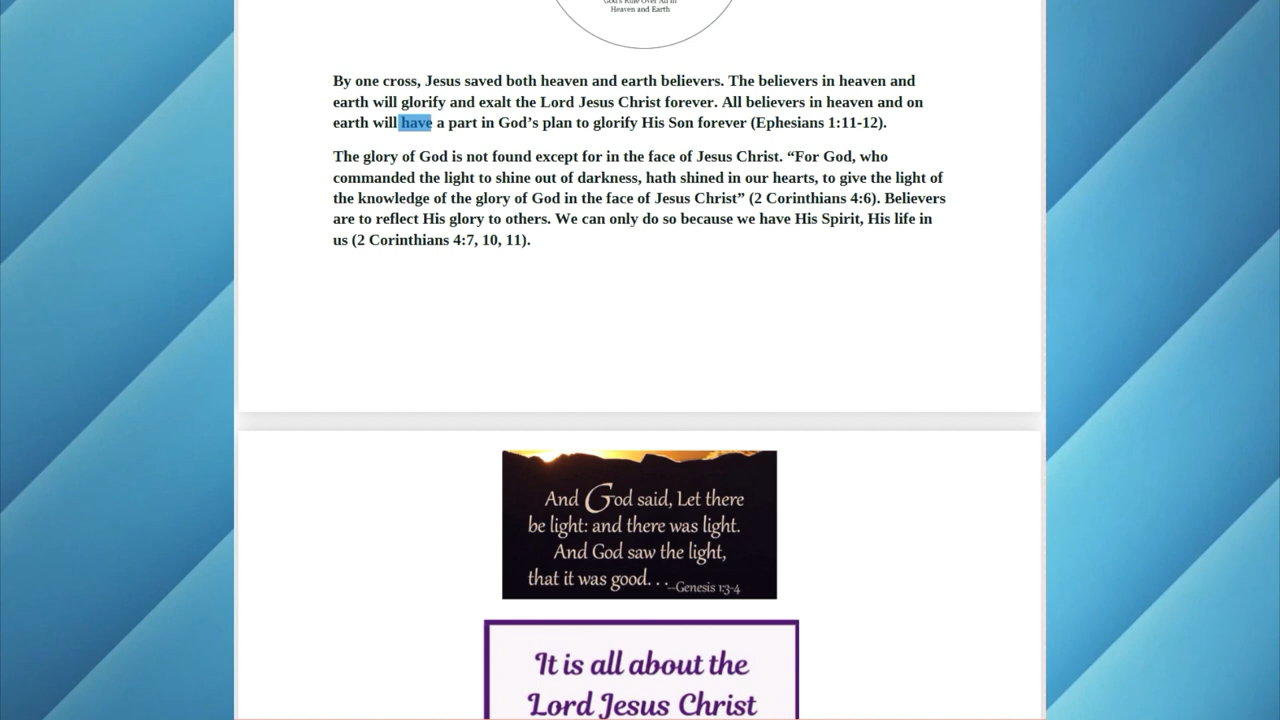 God's Rule Over All in
Heaven and Earth
By one cross, Jesus saved both heaven and earth believers. The believers in heaven and
earth will glorify and exalt the Lord Jesus Christ forever. All believers in heaven and on
earth will have a part in God’s plan to glorify His Son forever (Ephesians 1:11-12).
The glory of God is not found except for in the face of Jesus Christ. “For God, who
commanded the light to shine out of darkness, hath shined in our hearts, to give the light of
the knowledge of the glory of God in the face of Jesus Christ” (2 Corinthians 4:6). Believers
are to reflect His glory to others. We can only do so because we have His Spirit, His life in
us (2 Corinthians 4:7, 10, 11).
And God said, Let there
be light: and there was light.
And God saw the light,
that it was good. . .
--Genesis 1:3-4
It is all about the
Lord Jesus Christ